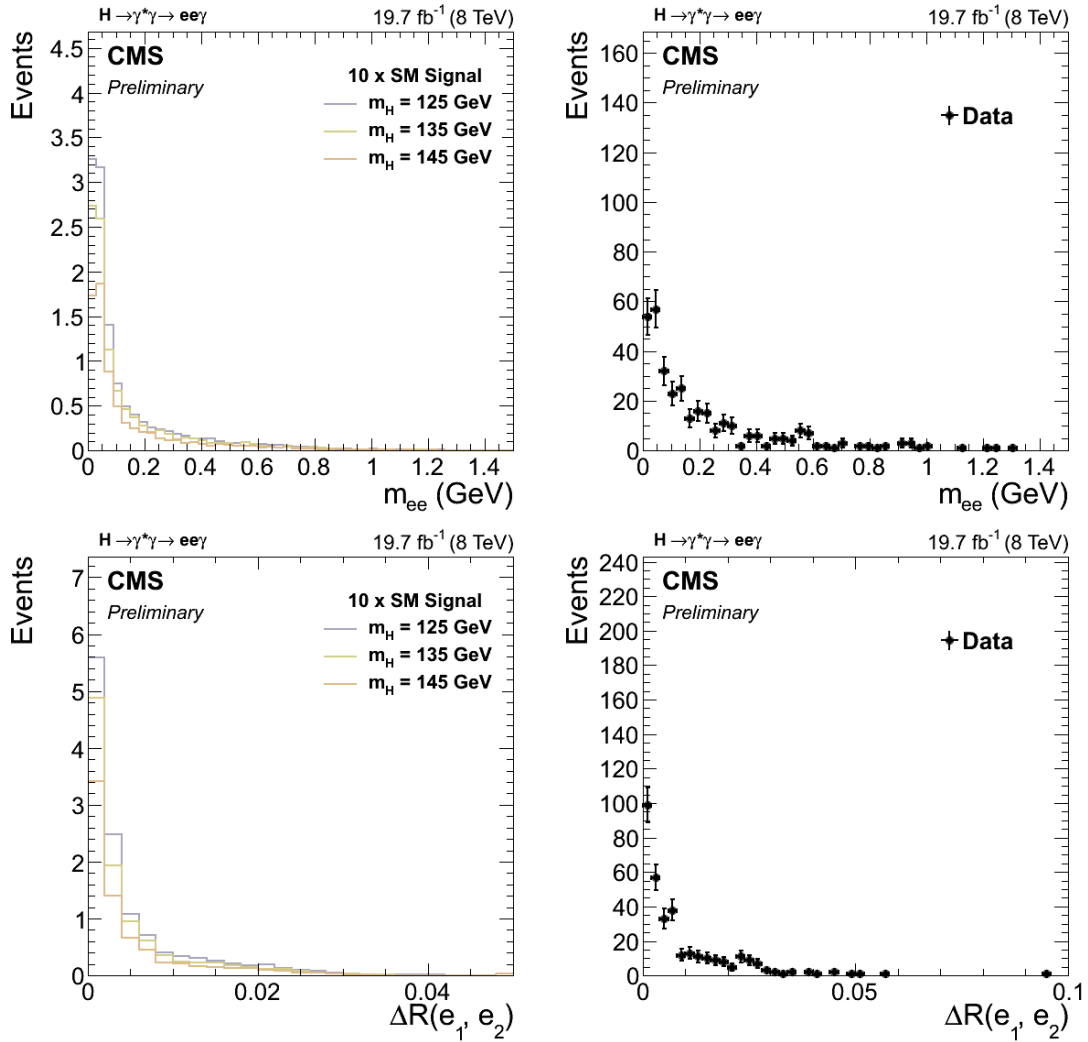 H →γ*γ→ eeγ 19.7 fb⁻¹ (8 TeV)
Events
CMS
Preliminary
10 x SM Signal
m_H = 125 GeV
m_H = 135 GeV
m_H = 145 GeV
4.5
4
3.5
3
2.5
2
1.5
1
0.5
0
0 0.2 0.4 0.6 0.8 1 1.2 1.4
m_ee (GeV)
H →γ*γ→ eeγ 19.7 fb⁻¹ (8 TeV)
Events
CMS
Preliminary
Data
160
140
120
100
80
60
40
20
0
0 0.2 0.4 0.6 0.8 1 1.2 1.4
m_ee (GeV)
H →γ*γ→ eeγ 19.7 fb⁻¹ (8 TeV)
Events
CMS
Preliminary
10 x SM Signal
m_H = 125 GeV
m_H = 135 GeV
m_H = 145 GeV
7
6
5
4
3
2
1
0
0 0.02 0.04
ΔR(e₁, e₂)
H →γ*γ→ eeγ 19.7 fb⁻¹ (8 TeV)
Events
CMS
Preliminary
Data
240
220
200
180
160
140
120
100
80
60
40
20
0
0 0.05 0.1
ΔR(e₁, e₂)